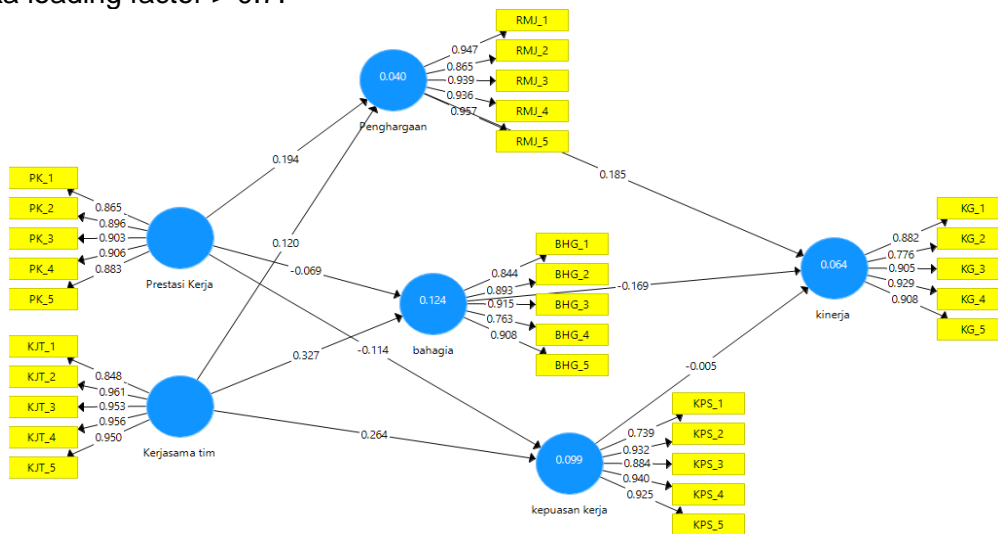 loading factor > 0.7.
RMJ_1
0.947
RMJ_2
0.865
0.040
0.939
RMJ_3
0.936
RMJ_4
0.957
Penghargaan
RMJ_5
0.194
0.185
PK_1
0.865
PK_2
0.896
PK_3
0.903
PK_4
0.906
PK_5
0.883
Prestasi Kerja
0.120
-0.069
BHG_1
0.844
BHG_2
0.893
0.124
0.915
BHG_3
0.763
BHG_4
0.908
BHG_5
bahagia
-0.169
KG_1
0.882
KG_2
0.776
0.064
0.905
KG_3
0.929
KG_4
0.908
KG_5
kinerja
KJT_1
0.848
KJT_2
0.961
KJT_3
0.953
KJT_4
0.956
KJT_5
0.950
Kerjasama tim
0.327
-0.114
0.264
-0.005
KPS_1
0.739
KPS_2
0.932
0.099
0.884
KPS_3
0.940
KPS_4
0.925
KPS_5
kepuasan kerja